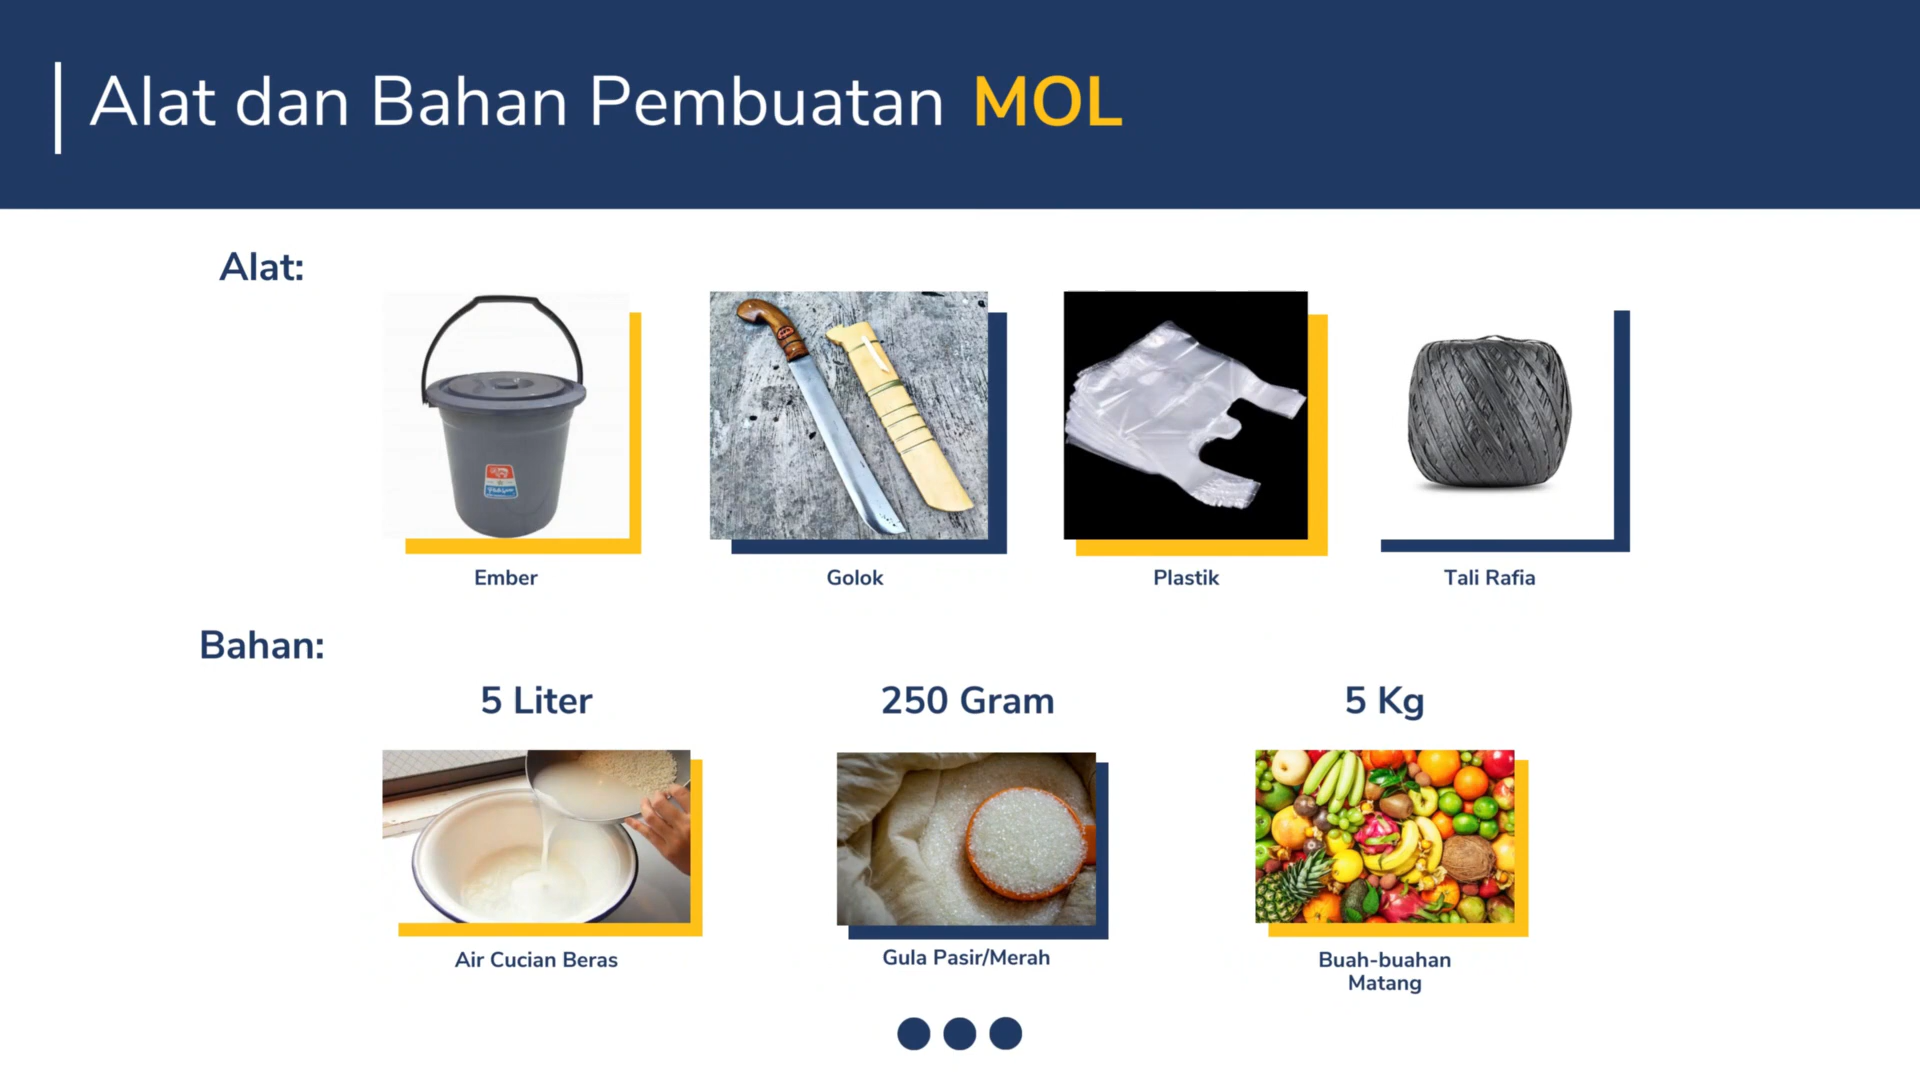 Alat dan Bahan Pembuatan MOL
Alat:
Ember
Golok
Plastik
Tali Rafia
Bahan:
5 Liter
250 Gram
5 Kg
Air Cucian Beras
Gula Pasir/Merah
Buah-buahan
Matang